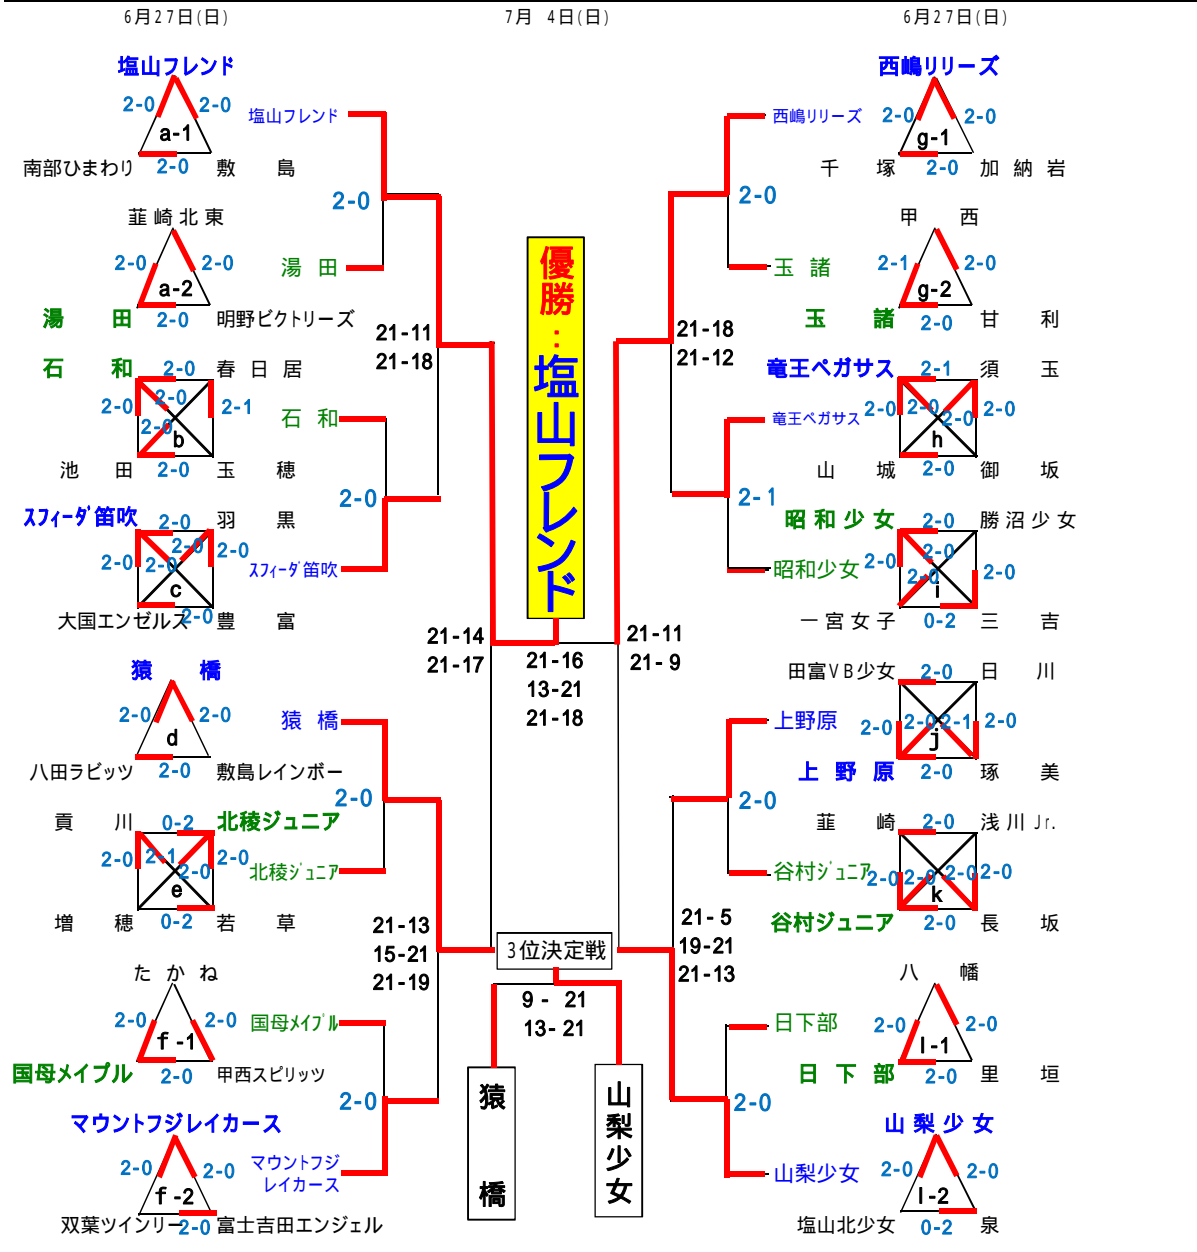 6月27日(日)
7月 4日(日)
6月27日(日)
塩山フレンド
2-0 2-0
a-1
南部ひまわり 2-0 敷 島
塩山フレンド
2-0
韮崎北東
2-0 2-0
a-2
湯 田 2-0 明野ビクトリーズ
湯 田
21-11
21-18
石 和 2-0 春日居
2-0 2-0 2-1
2-0
b
池 田 2-0 玉 穂
石 和
2-0
スフィーダ笛吹 2-0 羽 黒
2-0 2-0 2-0 2-0
c
大国エンゼルス 2-0 豊 富
スフィーダ笛吹
21-14
21-17
猿 橋
2-0 2-0
d
八田ラビッツ 2-0 敷島レインボー
猿 橋
2-0
貢 川 0-2 北稜ジュニア
2-0 2-1 2-0 2-0
e
増 穂 0-2 若 草
北稜ジュニア
21-13
15-21
21-19
たかね
2-0 2-0
f-1
国母メイプル 2-0 甲西スピリッツ
国母メイプル
2-0
マウントフジレイカース
2-0 2-0
f-2
双葉ツインリー 2-0 富士吉田エンジェル
マウントフジ
レイカース
優勝:塩山フレンド
21-16
13-21
21-18
3位決定戦
9- 21
13- 21
猿 橋
山梨少女
西嶋リリーズ
2-0 2-0
g-1
千 塚 2-0 加納岩
西嶋リリーズ
2-0
甲 西
2-1 2-0
g-2
玉 諸 2-0 甘 利
玉 諸
21-18
21-12
竜王ペガサス 2-1 須 玉
2-0 2-0 2-0 2-0
h
山 城 2-0 御 坂
竜王ペガサス
2-1
昭和少女 2-0 勝沼少女
2-0 2-0 2-0 2-0
i
一宮女子 0-2 三 吉
昭和少女
21-11
21- 9
田富VB少女 2-0 日 川
2-0 2-0 2-1 2-0
j
上野原 2-0 琢 美
上野原
2-0
韮 崎 2-0 浅川Jr.
2-0 2-0 2-0 2-0
k
谷村ジュニア 2-0 長 坂
谷村ジュニア
21- 5
19-21
21-13
八 幡
2-0 2-0
l-1
日下部 2-0 里 垣
日下部
2-0
山梨少女
2-0 2-0
l-2
塩山北少女 0-2 泉
山梨少女